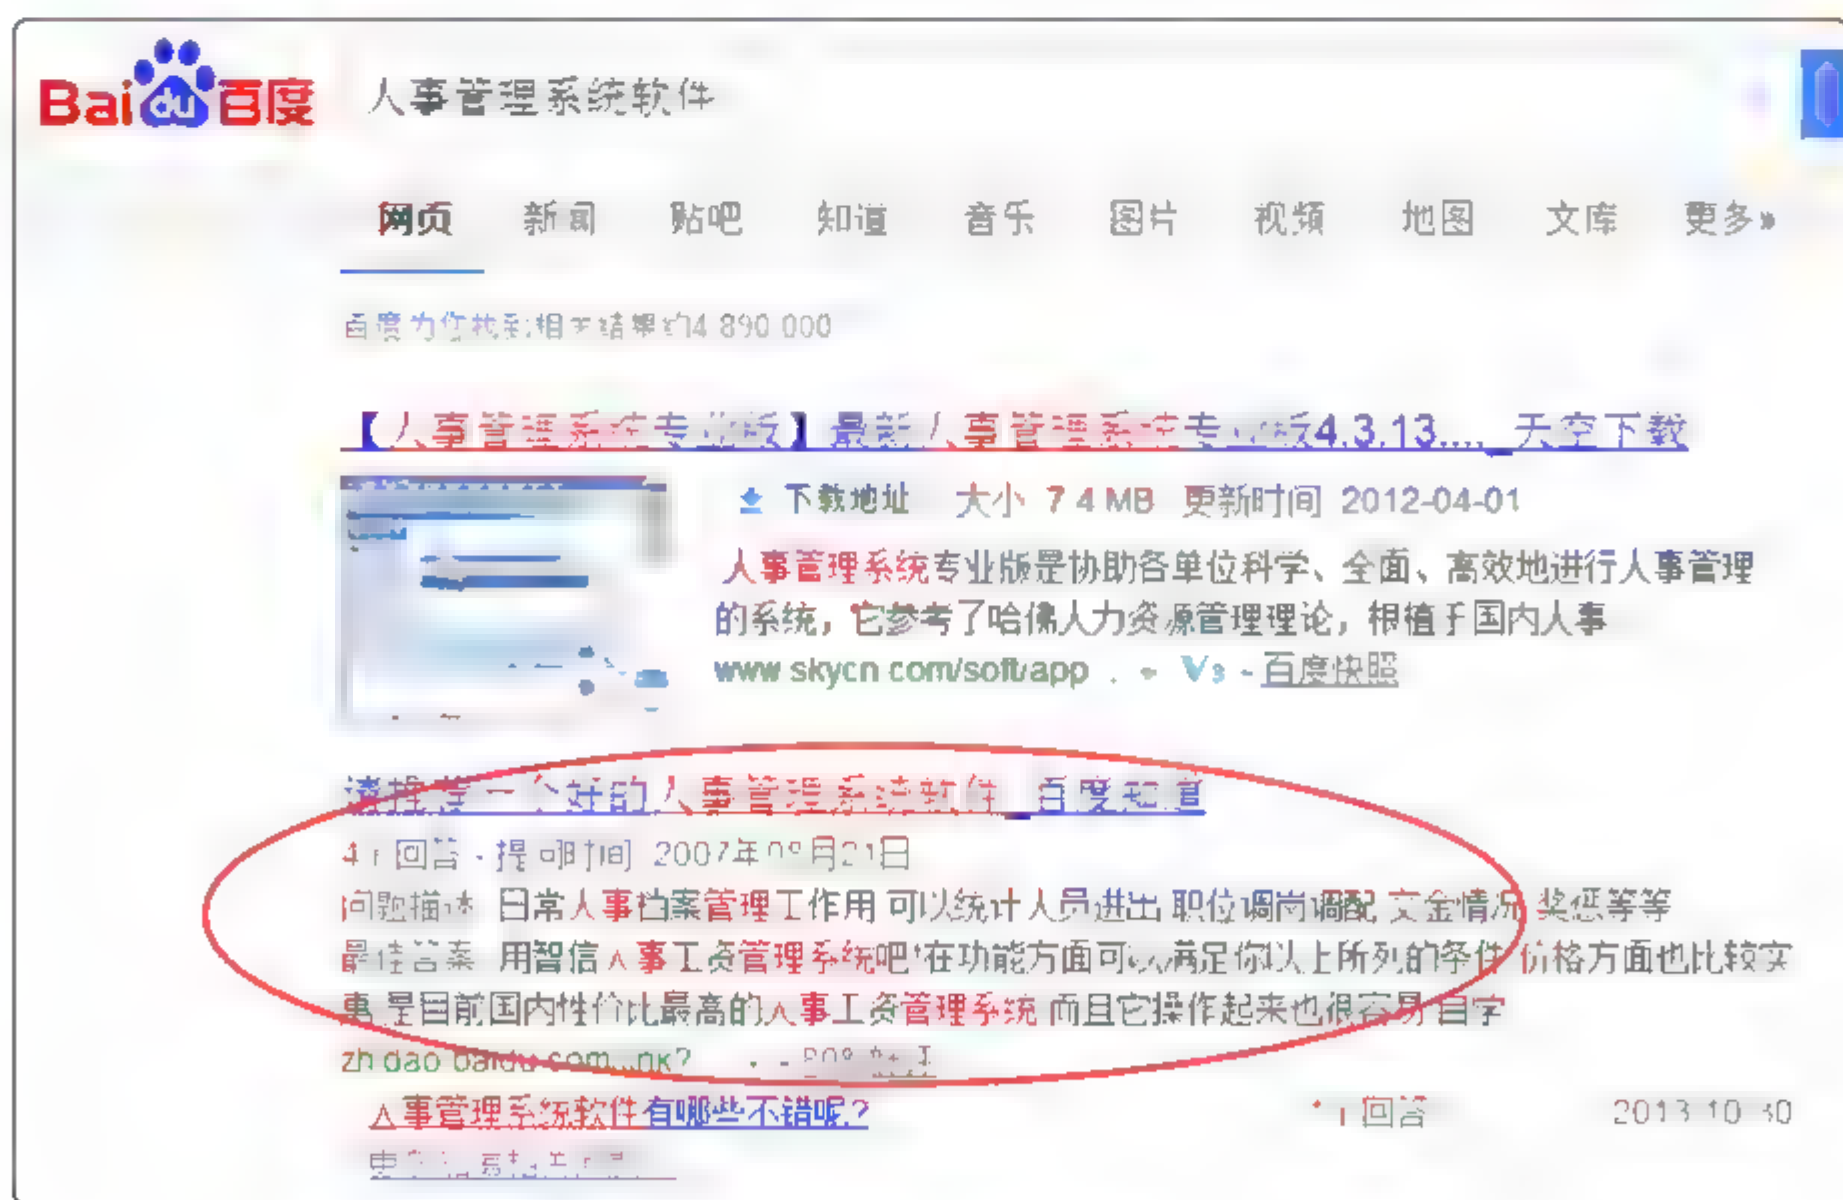 Bai du 百度 人事管理系统软件
网页 新闻 贴吧 知道 音乐 图片 视频 地图 文库 更多»
百度为您找到相关结果约4 890 000
【人事管理系统专业版】最新人事管理系统专业版4.3.13...._天空下载
下载地址 大小 7 4 MB 更新时间 2012-04-01
人事管理系统专业版是协助各单位科学、全面、高效地进行人事管理
的系统，它参考了哈佛人力资源管理理论，根植于国内人事
www skycn com/soft/app - V3 - 百度快照
请推荐一个好的人事管理系统软件_百度知道
回答 - 提问时间 2007年 月21日
问题描述 日常人事档案管理工作用 可以统计人员进出 职位调岗调配 交金情况 奖惩等等
最佳答案 用智信人事工资管理系统吧!在功能方面可以满足你以上所列的条件 价格方面也比较实
惠 是目前国内性价比最高的人事工资管理系统 而且它操作起来也很容易 自学
zhidao baidu com
人事管理系统软件有哪些不错呢? 回答 2013 10 30